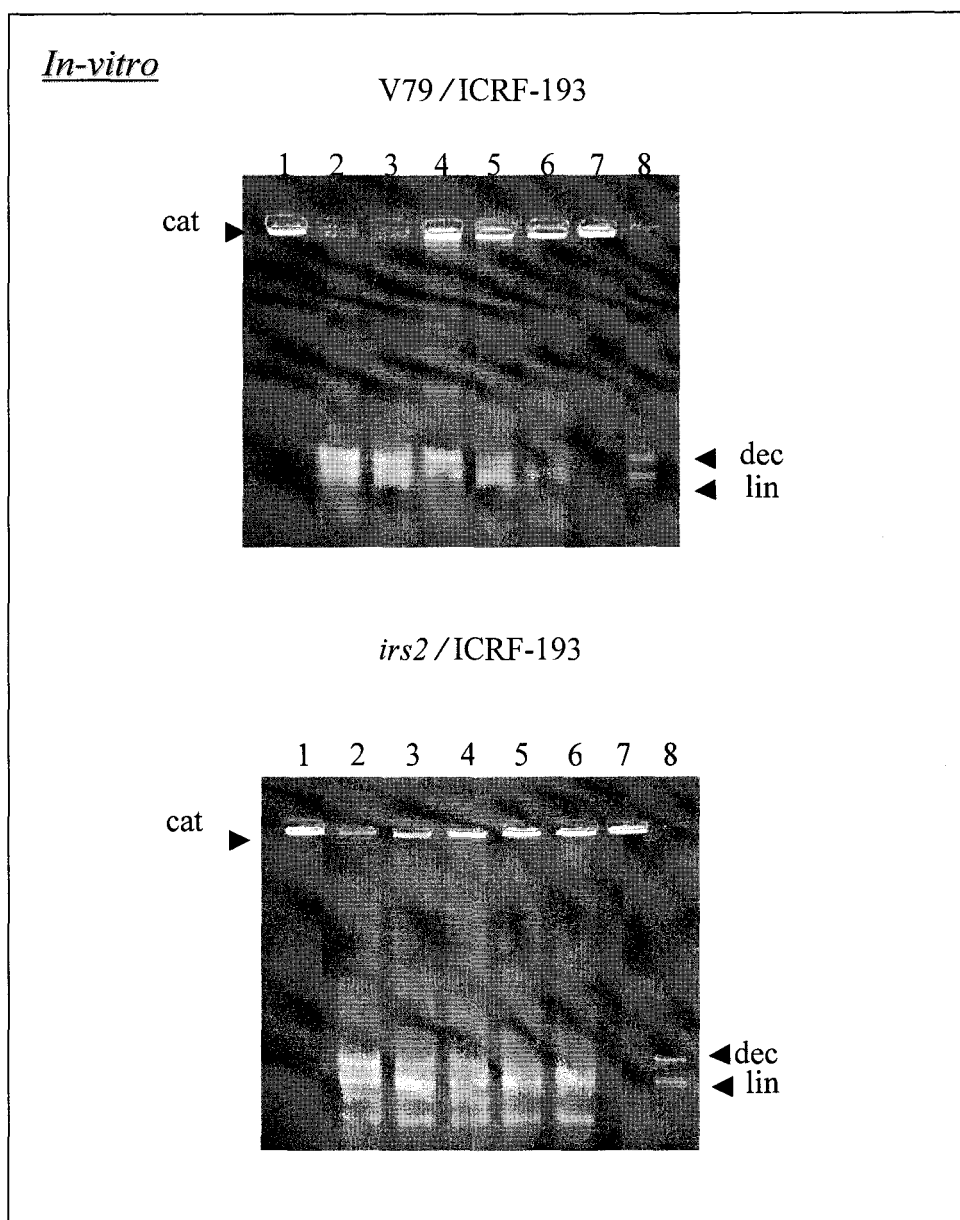 In-vitro
V79 / ICRF-193
1 2 3 4 5 6 7 8
cat
dec
lin
irs2 / ICRF-193
1 2 3 4 5 6 7 8
cat
dec
lin